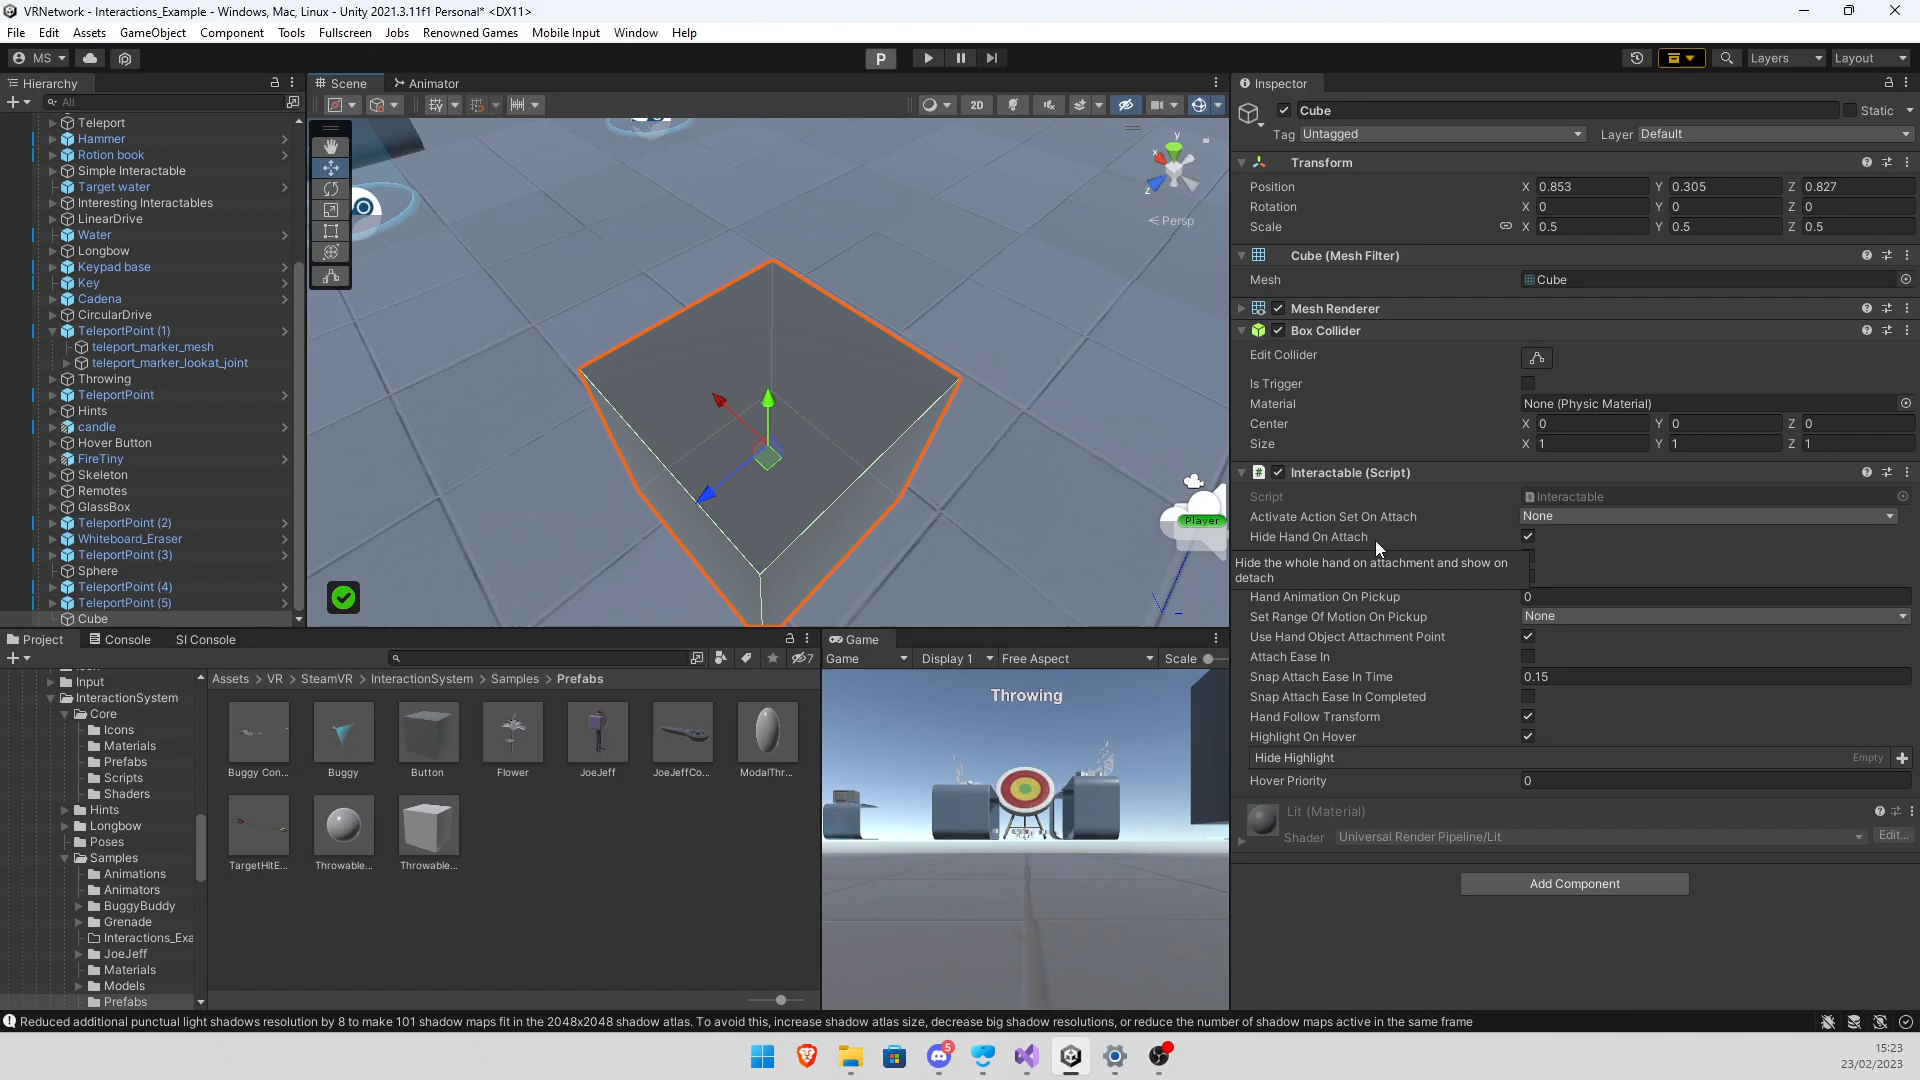 VRNetwork - Interactions_Example - Windows, Mac, Linux - Unity 2021.3.11f1 Personal* <DX11>
File Edit Assets GameObject Component Tools Fullscreen Jobs Renowned Games Mobile Input Window Help
MS
Layers Layout
Hierarchy
All
Teleport
Hammer
Rotion book
Simple Interactable
Target water
Interesting Interactables
LinearDrive
Water
Longbow
Keypad base
Key
Cadena
CircularDrive
TeleportPoint (1)
teleport_marker_mesh
teleport_marker_lookat_joint
Throwing
TeleportPoint
Hints
candle
Hover Button
FireTiny
Skeleton
Remotes
GlassBox
TeleportPoint (2)
Whiteboard_Eraser
TeleportPoint (3)
Sphere
TeleportPoint (4)
TeleportPoint (5)
Cube
Scene Animator
2D
y
x
z
Persp
Player
Inspector
Cube Static
Tag Untagged Layer Default
Transform
Position X 0.853 Y 0.305 Z 0.827
Rotation X 0 Y 0 Z 0
Scale X 0.5 Y 0.5 Z 0.5
Cube (Mesh Filter)
Mesh Cube
Mesh Renderer
Box Collider
Edit Collider
Is Trigger
Material None (Physic Material)
Center X 0 Y 0 Z 0
Size X 1 Y 1 Z 1
Interactable (Script)
Script Interactable
Activate Action Set On Attach None
Hide Hand On Attach
Hide the whole hand on attachment and show on
detach
Hand Animation On Pickup 0
Set Range Of Motion On Pickup None
Use Hand Object Attachment Point
Attach Ease In
Snap Attach Ease In Time 0.15
Snap Attach Ease In Completed
Hand Follow Transform
Highlight On Hover
Hide Highlight Empty
Hover Priority 0
Lit (Material)
Shader Universal Render Pipeline/Lit Edit...
Add Component
Project Console SI Console
7
Input
InteractionSystem
Core
Icons
Materials
Prefabs
Scripts
Shaders
Hints
Longbow
Poses
Samples
Animations
Animators
BuggyBuddy
Grenade
Interactions_Exa
JoeJeff
Materials
Models
Prefabs
Assets > VR > SteamVR > InteractionSystem > Samples > Prefabs
Buggy Con... Buggy Button Flower JoeJeff JoeJeffCo... ModalThr...
TargetHitE... Throwable... Throwable...
Game
Game Display 1 Free Aspect Scale
Throwing
Reduced additional punctual light shadows resolution by 8 to make 101 shadow maps fit in the 2048x2048 shadow atlas. To avoid this, increase shadow atlas size, decrease big shadow resolutions, or reduce the number of shadow maps active in the same frame
5
15:23
23/02/2023